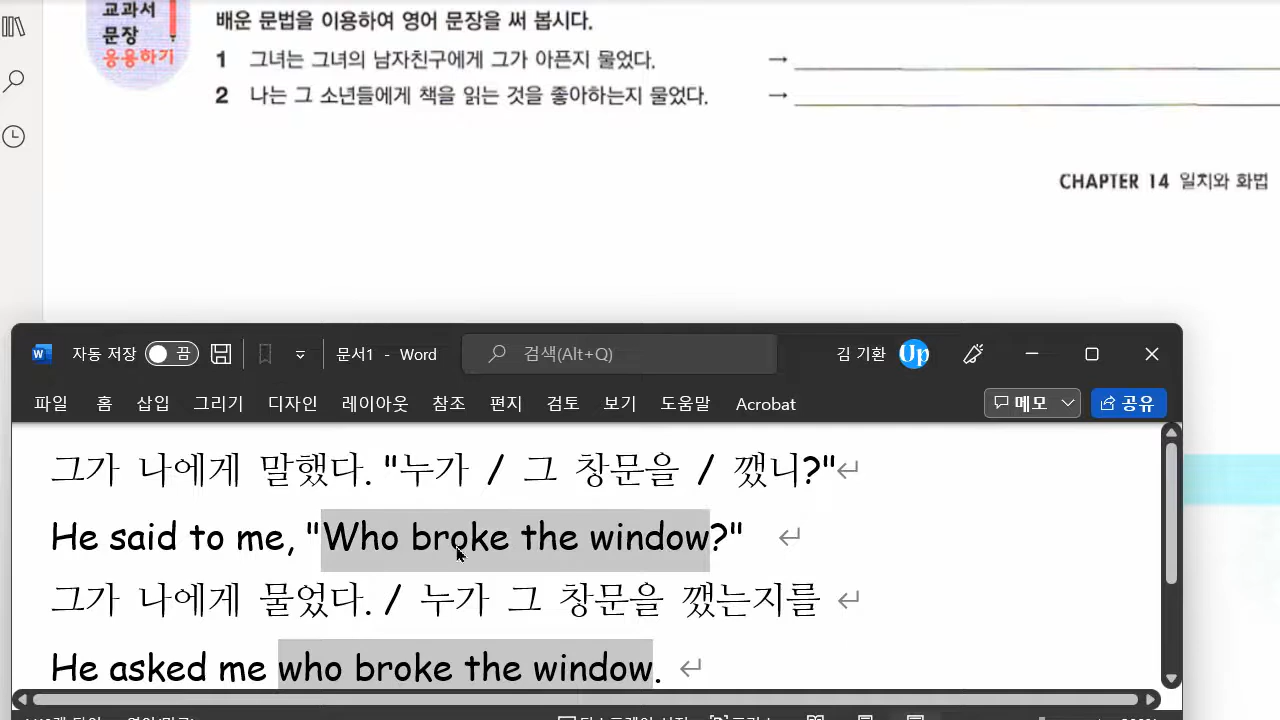 교과서
문장
응용하기
배운 문법을 이용하여 영어 문장을 써 봅시다.
1 그녀는 그녀의 남자친구에게 그가 아픈지 물었다. →
2 나는 그 소년들에게 책을 읽는 것을 좋아하는지 물었다. →
CHAPTER 14 일치와 화법
자동 저장 끔 문서1 - Word 검색(Alt+Q) 김 기환 Up
파일 홈 삽입 그리기 디자인 레이아웃 참조 편지 검토 보기 도움말 Acrobat 메모 공유
그가 나에게 말했다. "누가 / 그 창문을 / 깼니?"↵
He said to me, "Who broke the window?" ↵
그가 나에게 물었다. / 누가 그 창문을 깼는지를 ↵
He asked me who broke the window. ↵